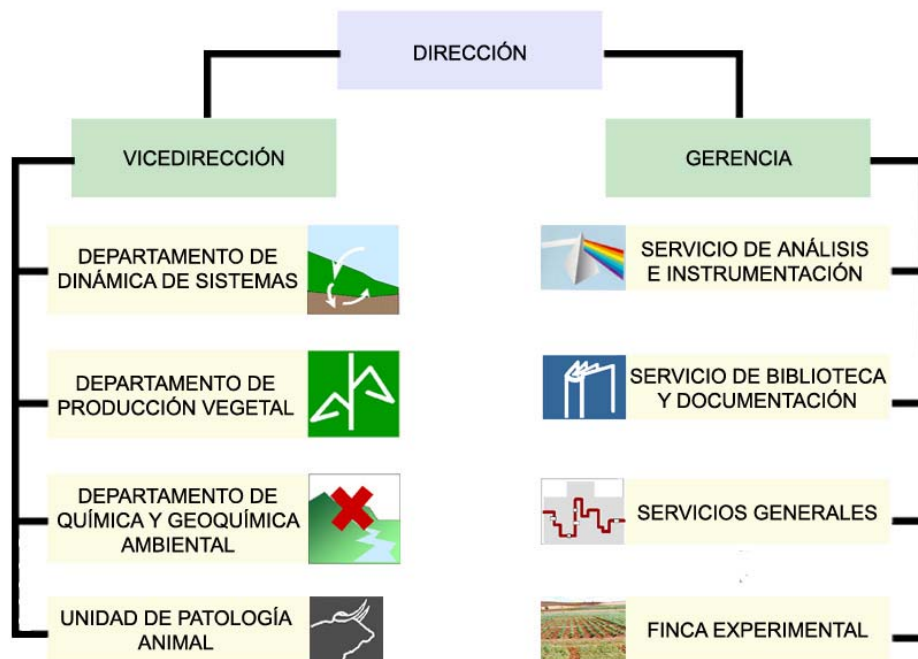 DIRECCIÓN
VICEDIRECCIÓN
GERENCIA
DEPARTAMENTO DE
DINÁMICA DE SISTEMAS
SERVICIO DE ANÁLISIS
E INSTRUMENTACIÓN
DEPARTAMENTO DE
PRODUCCIÓN VEGETAL
SERVICIO DE BIBLIOTECA
Y DOCUMENTACIÓN
DEPARTAMENTO DE
QUÍMICA Y GEOQUÍMICA
AMBIENTAL
SERVICIOS GENERALES
UNIDAD DE PATOLOGÍA
ANIMAL
FINCA EXPERIMENTAL